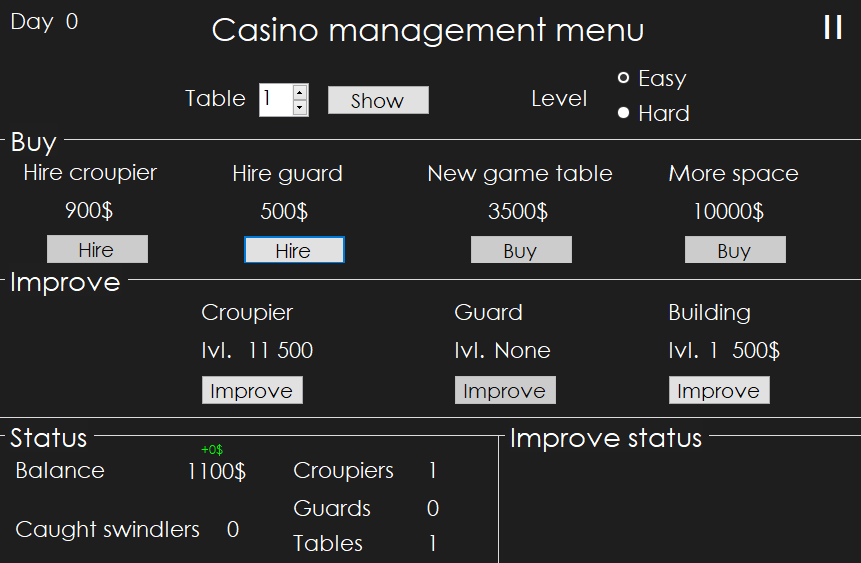 Day 0
Casino management menu
Table 1 Show
Level
Easy
Hard
Buy
Hire croupier Hire guard New game table More space
900$ 500$ 3500$ 10000$
Hire Hire Buy Buy
Improve
Croupier Guard Building
lvl. 11 500 lvl. None lvl. 1 500$
Improve Improve Improve
Status Improve status
+0$
Balance 1100$ Croupiers 1
Guards 0
Caught swindlers 0
Tables 1